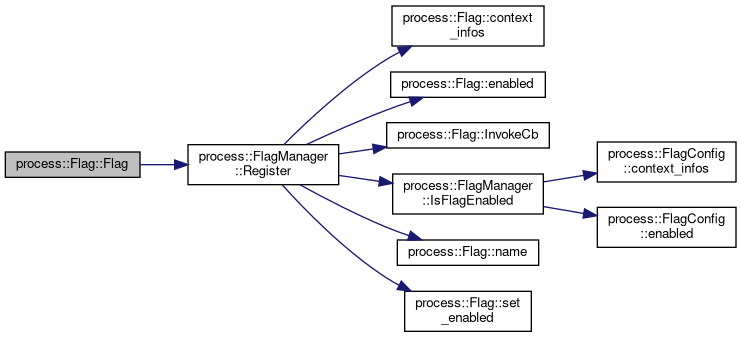 process::Flag::Flag
process::FlagManager
::Register
process::Flag::context
_infos
process::Flag::enabled
process::Flag::InvokeCb
process::FlagManager
::IsFlagEnabled
process::Flag::name
process::Flag::set
_enabled
process::FlagConfig
::context_infos
process::FlagConfig
::enabled